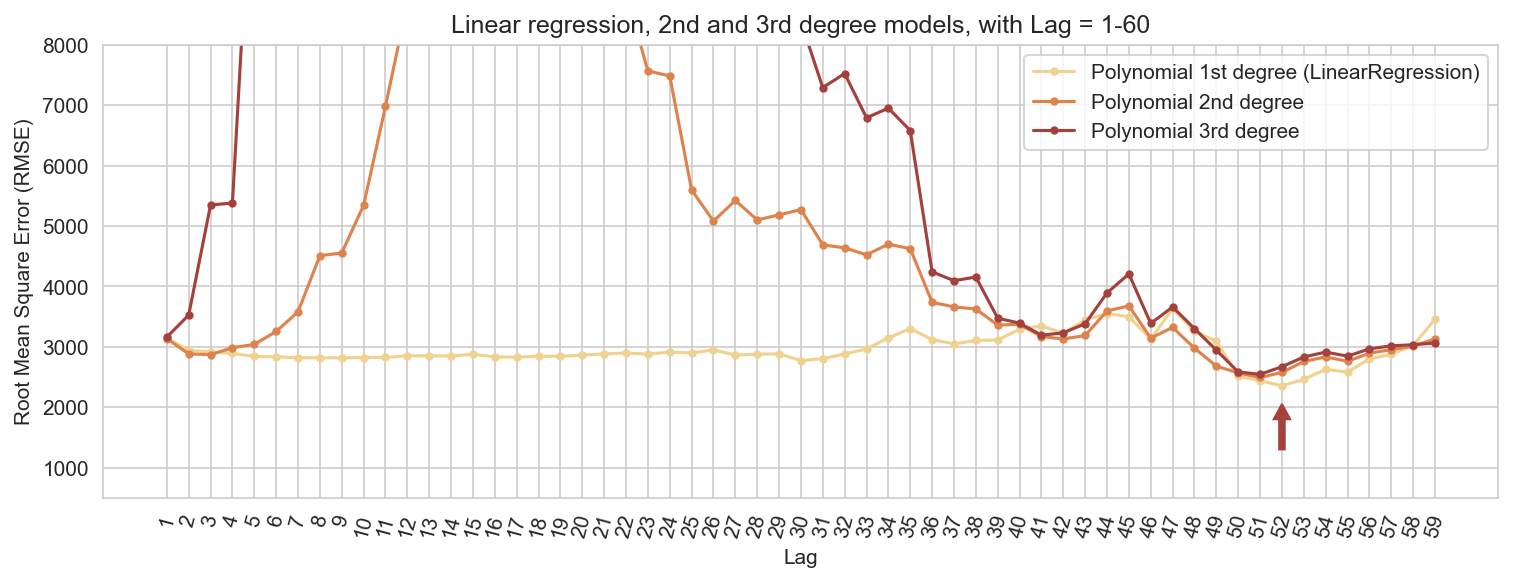 Linear regression, 2nd and 3rd degree models, with Lag = 1-60
Polynomial 1st degree (LinearRegression)
Polynomial 2nd degree
Polynomial 3rd degree
Root Mean Square Error (RMSE)
8000
7000
6000
5000
4000
3000
2000
1000
1 2 3 4 5 6 7 8 9 10 11 12 13 14 15 16 17 18 19 20 21 22 23 24 25 26 27 28 29 30 31 32 33 34 35 36 37 38 39 40 41 42 43 44 45 46 47 48 49 50 51 52 53 54 55 56 57 58 59
Lag